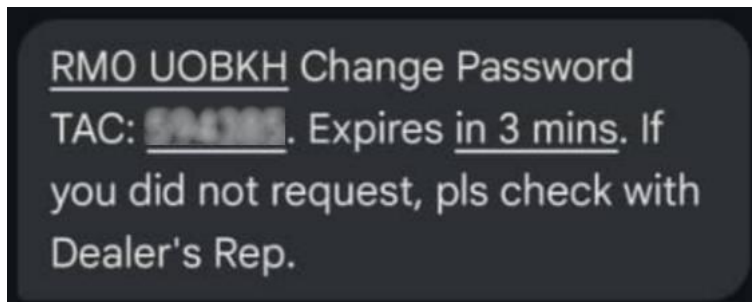 RM0 UOBKH Change Password
TAC: . Expires in 3 mins. If
you did not request, pls check with
Dealer's Rep.